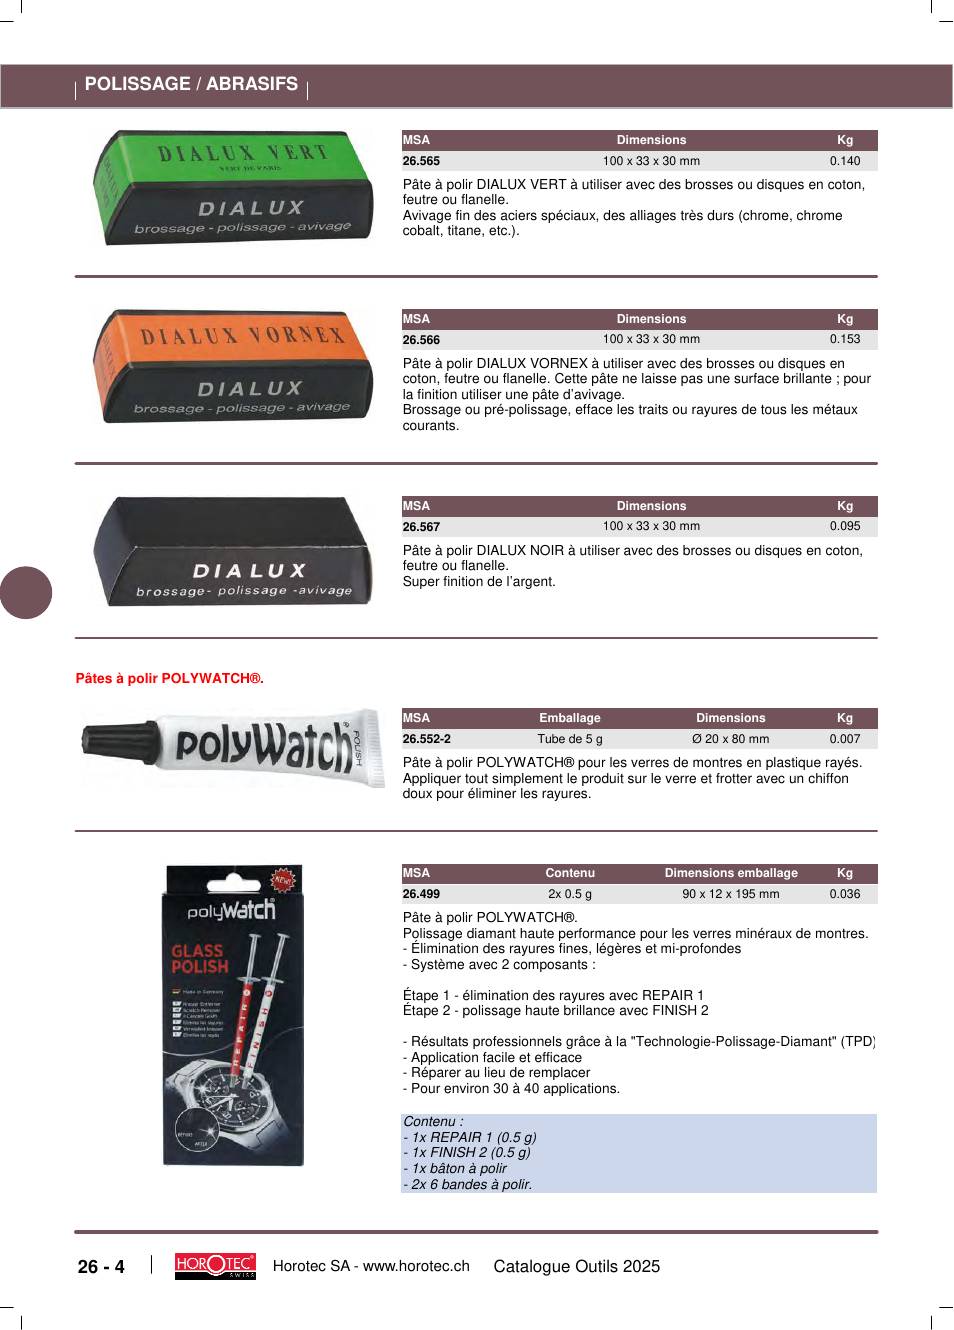 POLISSAGE / ABRASIFS
DIALUX VERT
VERT DE PARIS
DIALUX
brossage - polissage - avivage
MSA Dimensions Kg
26.565 100 x 33 x 30 mm 0.140
Pâte à polir DIALUX VERT à utiliser avec des brosses ou disques en coton,
feutre ou flanelle.
Avivage fin des aciers spéciaux, des alliages très durs (chrome, chrome
cobalt, titane, etc.).
DIALUX VORNEX
DIALUX
brossage - polissage - avivage
MSA Dimensions Kg
26.566 100 x 33 x 30 mm 0.153
Pâte à polir DIALUX VORNEX à utiliser avec des brosses ou disques en
coton, feutre ou flanelle. Cette pâte ne laisse pas une surface brillante ; pour
la finition utiliser une pâte d'avivage.
Brossage ou pré-polissage, efface les traits ou rayures de tous les métaux
courants.
DIALUX
brossage- polissage -avivage
MSA Dimensions Kg
26.567 100 x 33 x 30 mm 0.095
Pâte à polir DIALUX NOIR à utiliser avec des brosses ou disques en coton,
feutre ou flanelle.
Super finition de l'argent.
Pâtes à polir POLYWATCH®.
polyWatch®
POLISH
MSA Emballage Dimensions Kg
26.552-2 Tube de 5 g Ø 20 x 80 mm 0.007
Pâte à polir POLYWATCH® pour les verres de montres en plastique rayés.
Appliquer tout simplement le produit sur le verre et frotter avec un chiffon
doux pour éliminer les rayures.
NEW!
polyWatch®
GLASS
POLISH
Made in Germany
REPAIR
FINISH
MSA Contenu Dimensions emballage Kg
26.499 2x 0.5 g 90 x 12 x 195 mm 0.036
Pâte à polir POLYWATCH®.
Polissage diamant haute performance pour les verres minéraux de montres.
- Élimination des rayures fines, légères et mi-profondes
- Système avec 2 composants :
Étape 1 - élimination des rayures avec REPAIR 1
Étape 2 - polissage haute brillance avec FINISH 2
- Résultats professionnels grâce à la "Technologie-Polissage-Diamant" (TPD)
- Application facile et efficace
- Réparer au lieu de remplacer
- Pour environ 30 à 40 applications.
Contenu :
- 1x REPAIR 1 (0.5 g)
- 1x FINISH 2 (0.5 g)
- 1x bâton à polir
- 2x 6 bandes à polir.
26 - 4
HOROTEC®
SWISS
Horotec SA - www.horotec.ch Catalogue Outils 2025